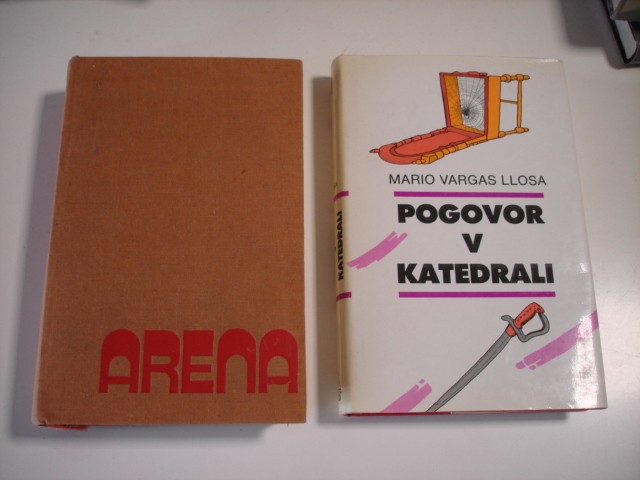 ARENA
MARIO VARGAS LLOSA
POGOVOR
V
KATEDRALI
KATEDRALI